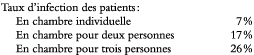 Taux d'infection des patients :
En chambre individuelle 7 %
En chambre pour deux personnes 17 %
En chambre pour trois personnes 26 %